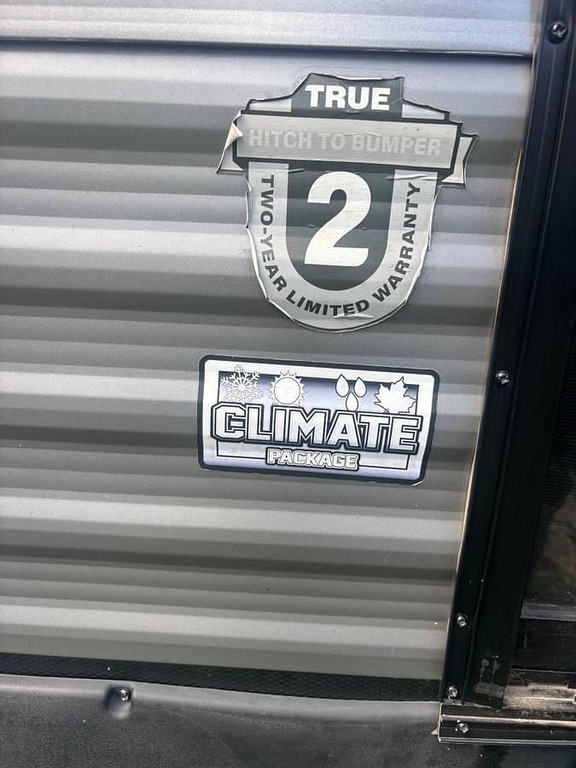 TRUE
HITCH TO BUMPER
2
TWO-YEAR LIMITED WARRANTY
CLIMATE
PACKAGE